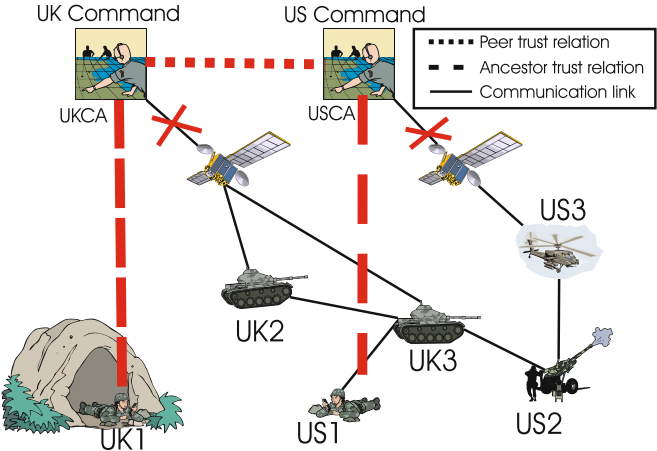 UK Command
US Command
Peer trust relation
Ancestor trust relation
Communication link
UKCA
USCA
US3
UK2
UK3
UK1
US1
US2